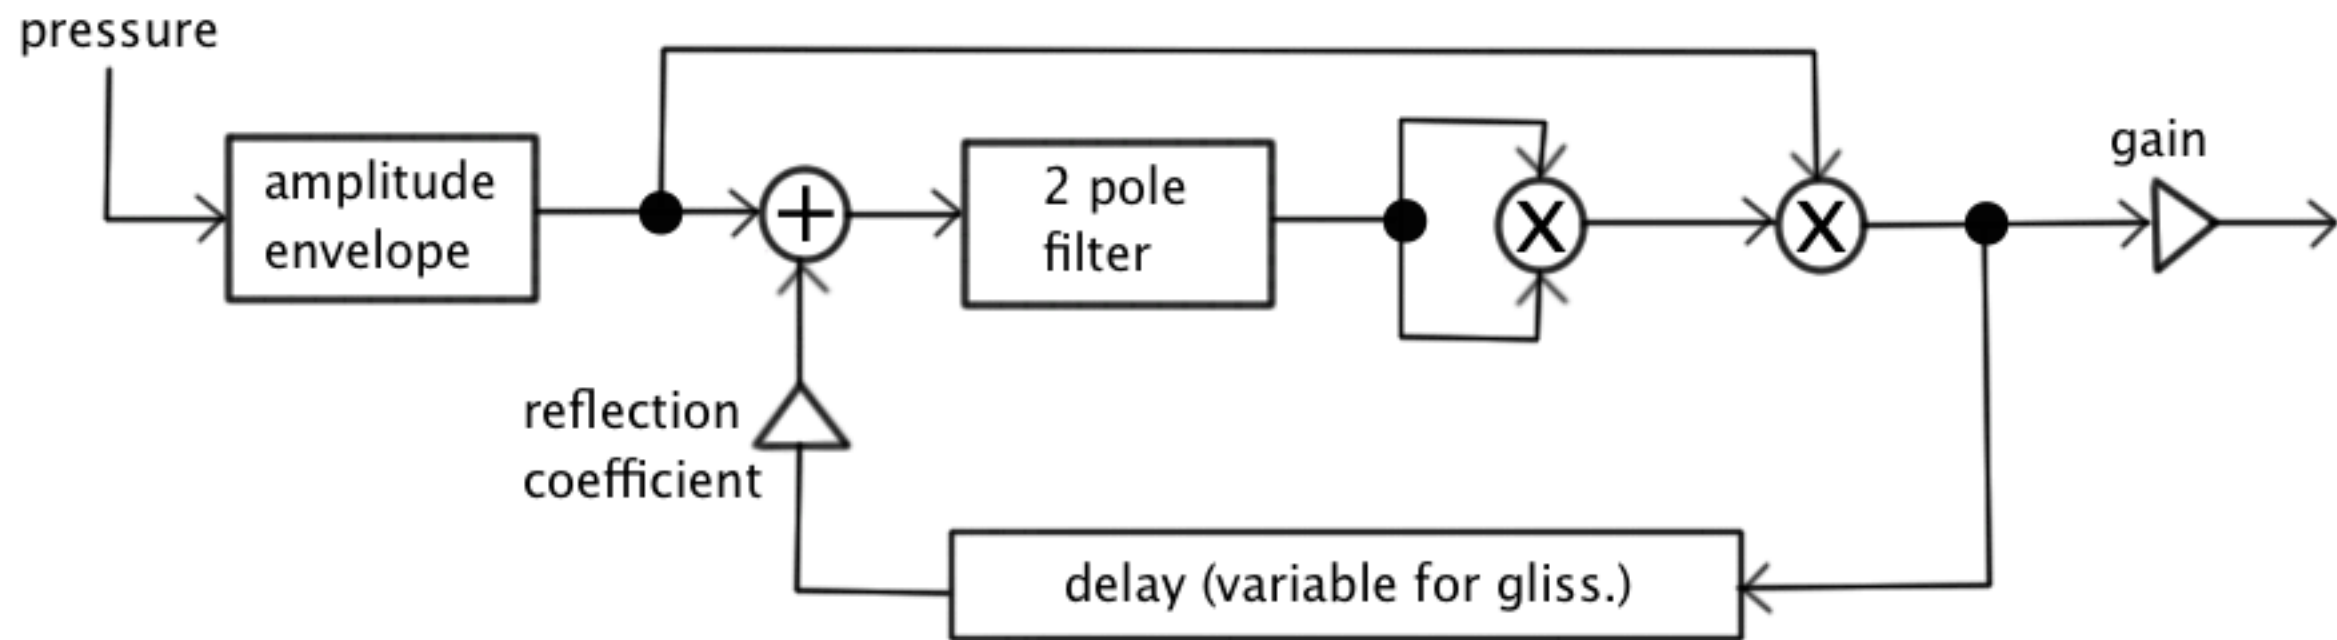 pressure
amplitude
envelope
+
2 pole
filter
X
X
gain
reflection
coefficient
delay (variable for gliss.)